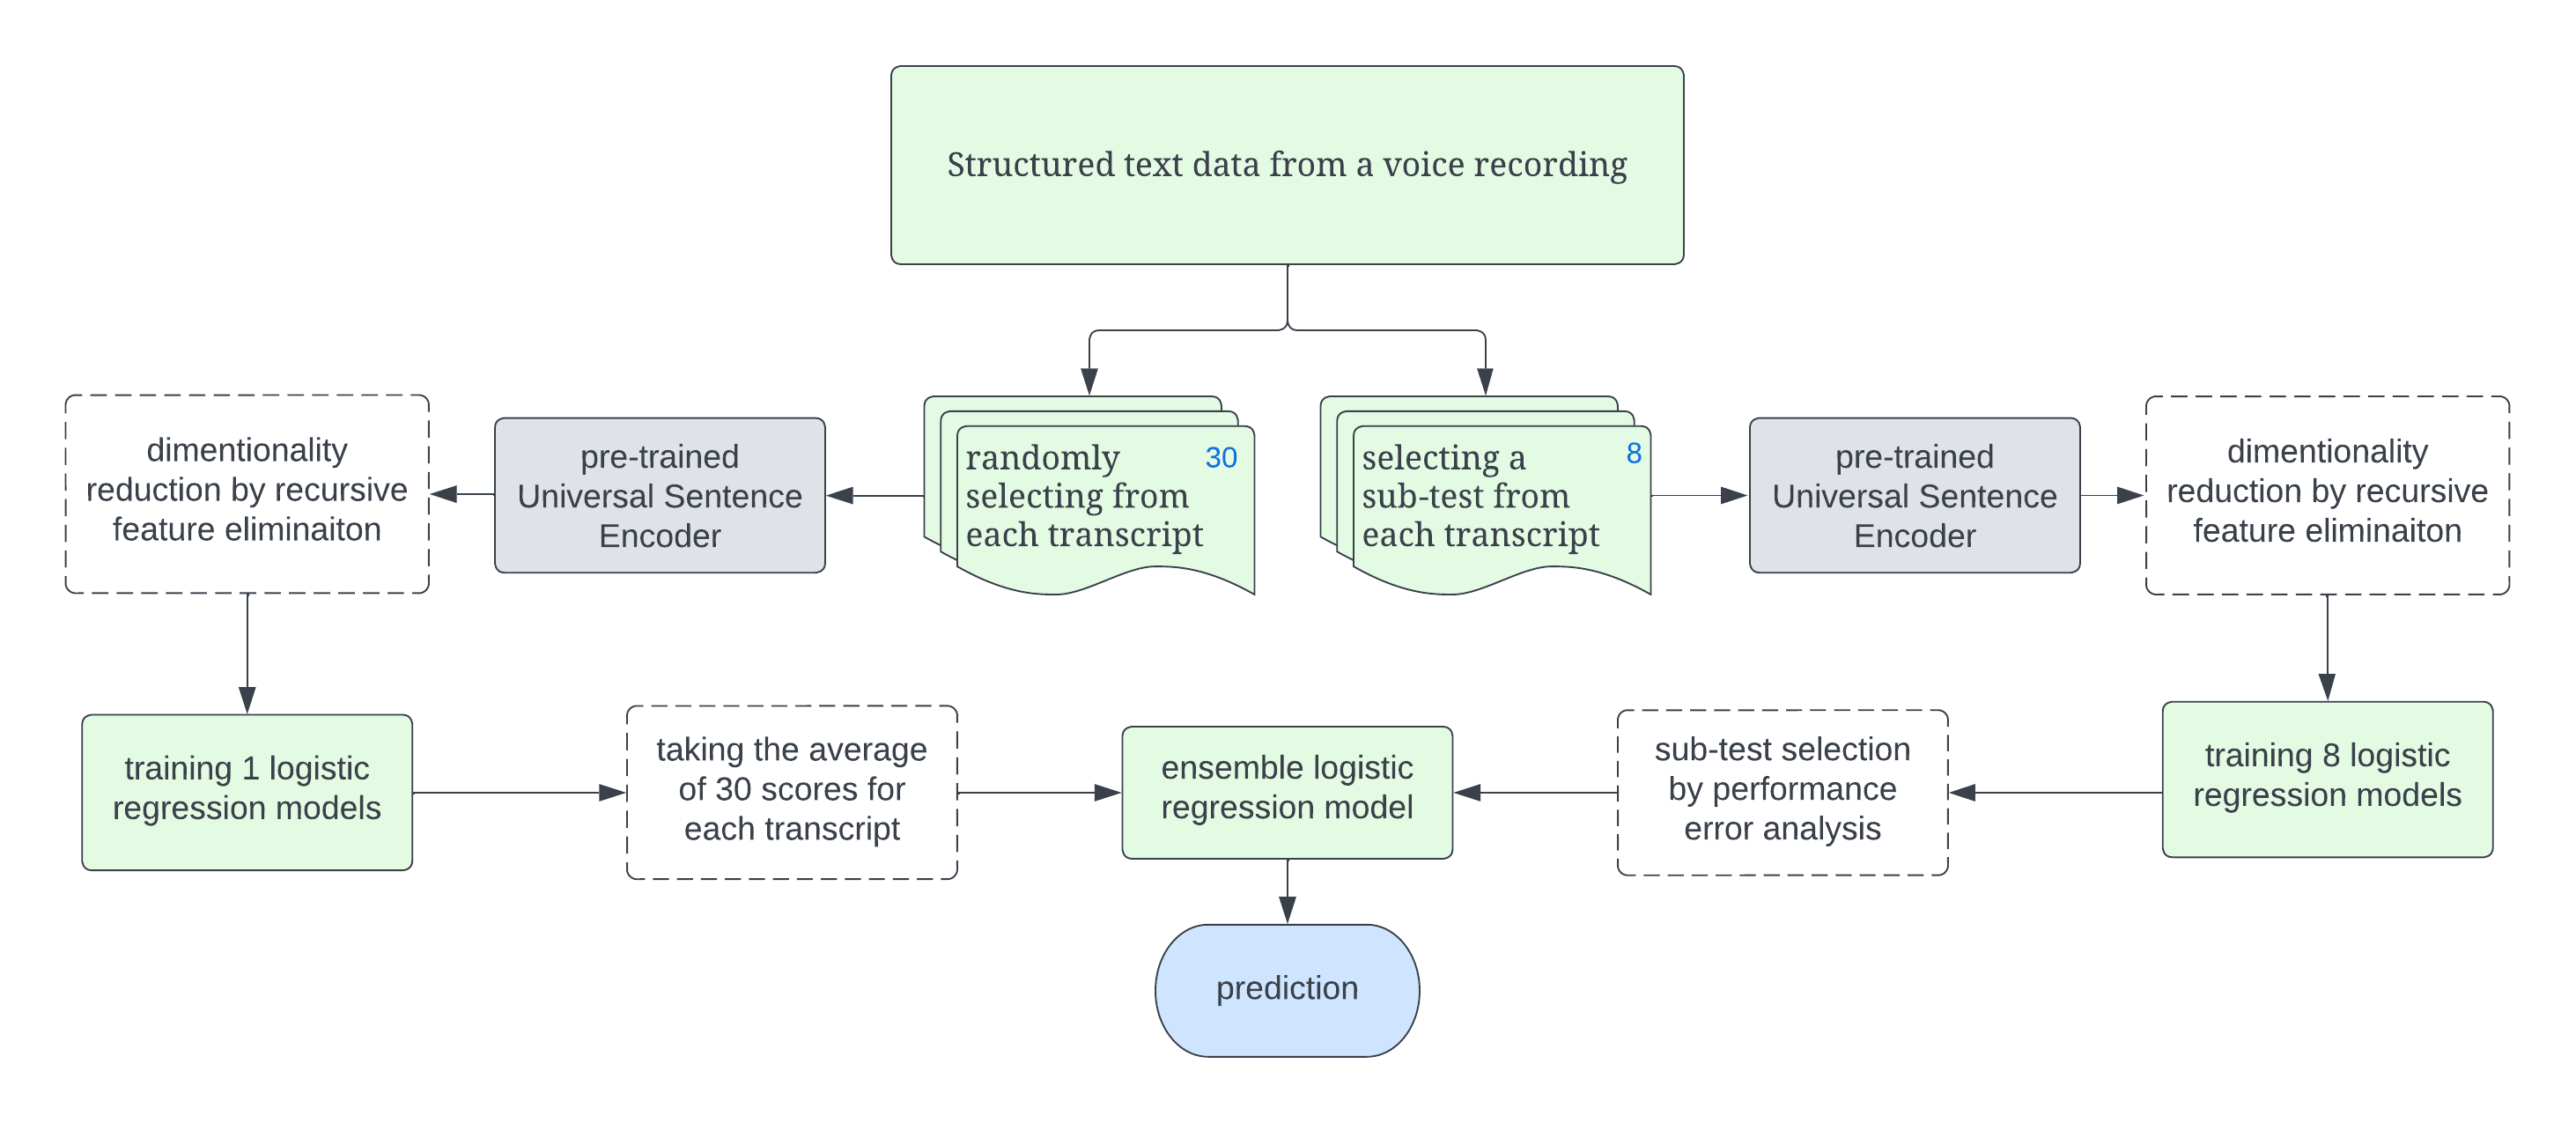 Structured text data from a voice recording
dimentionality
reduction by recursive
feature eliminaiton
pre-trained
Universal Sentence
Encoder
randomly
selecting from
each transcript
30
selecting a
sub-test from
each transcript
8
pre-trained
Universal Sentence
Encoder
dimentionality
reduction by recursive
feature eliminaiton
training 1 logistic
regression models
taking the average
of 30 scores for
each transcript
ensemble logistic
regression model
sub-test selection
by performance
error analysis
training 8 logistic
regression models
prediction